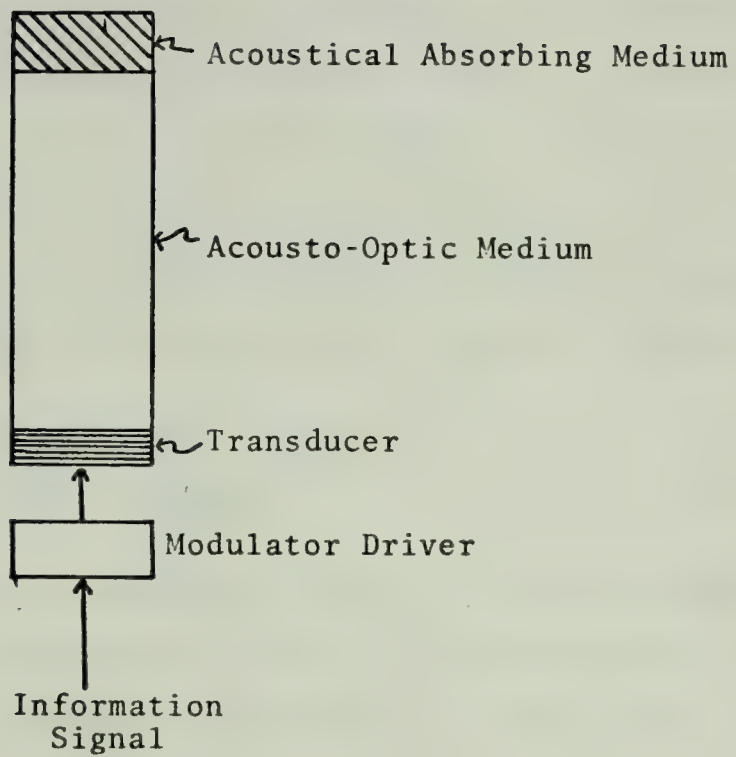 Acoustical Absorbing Medium
Acousto-Optic Medium
Transducer
Modulator Driver
Information
Signal